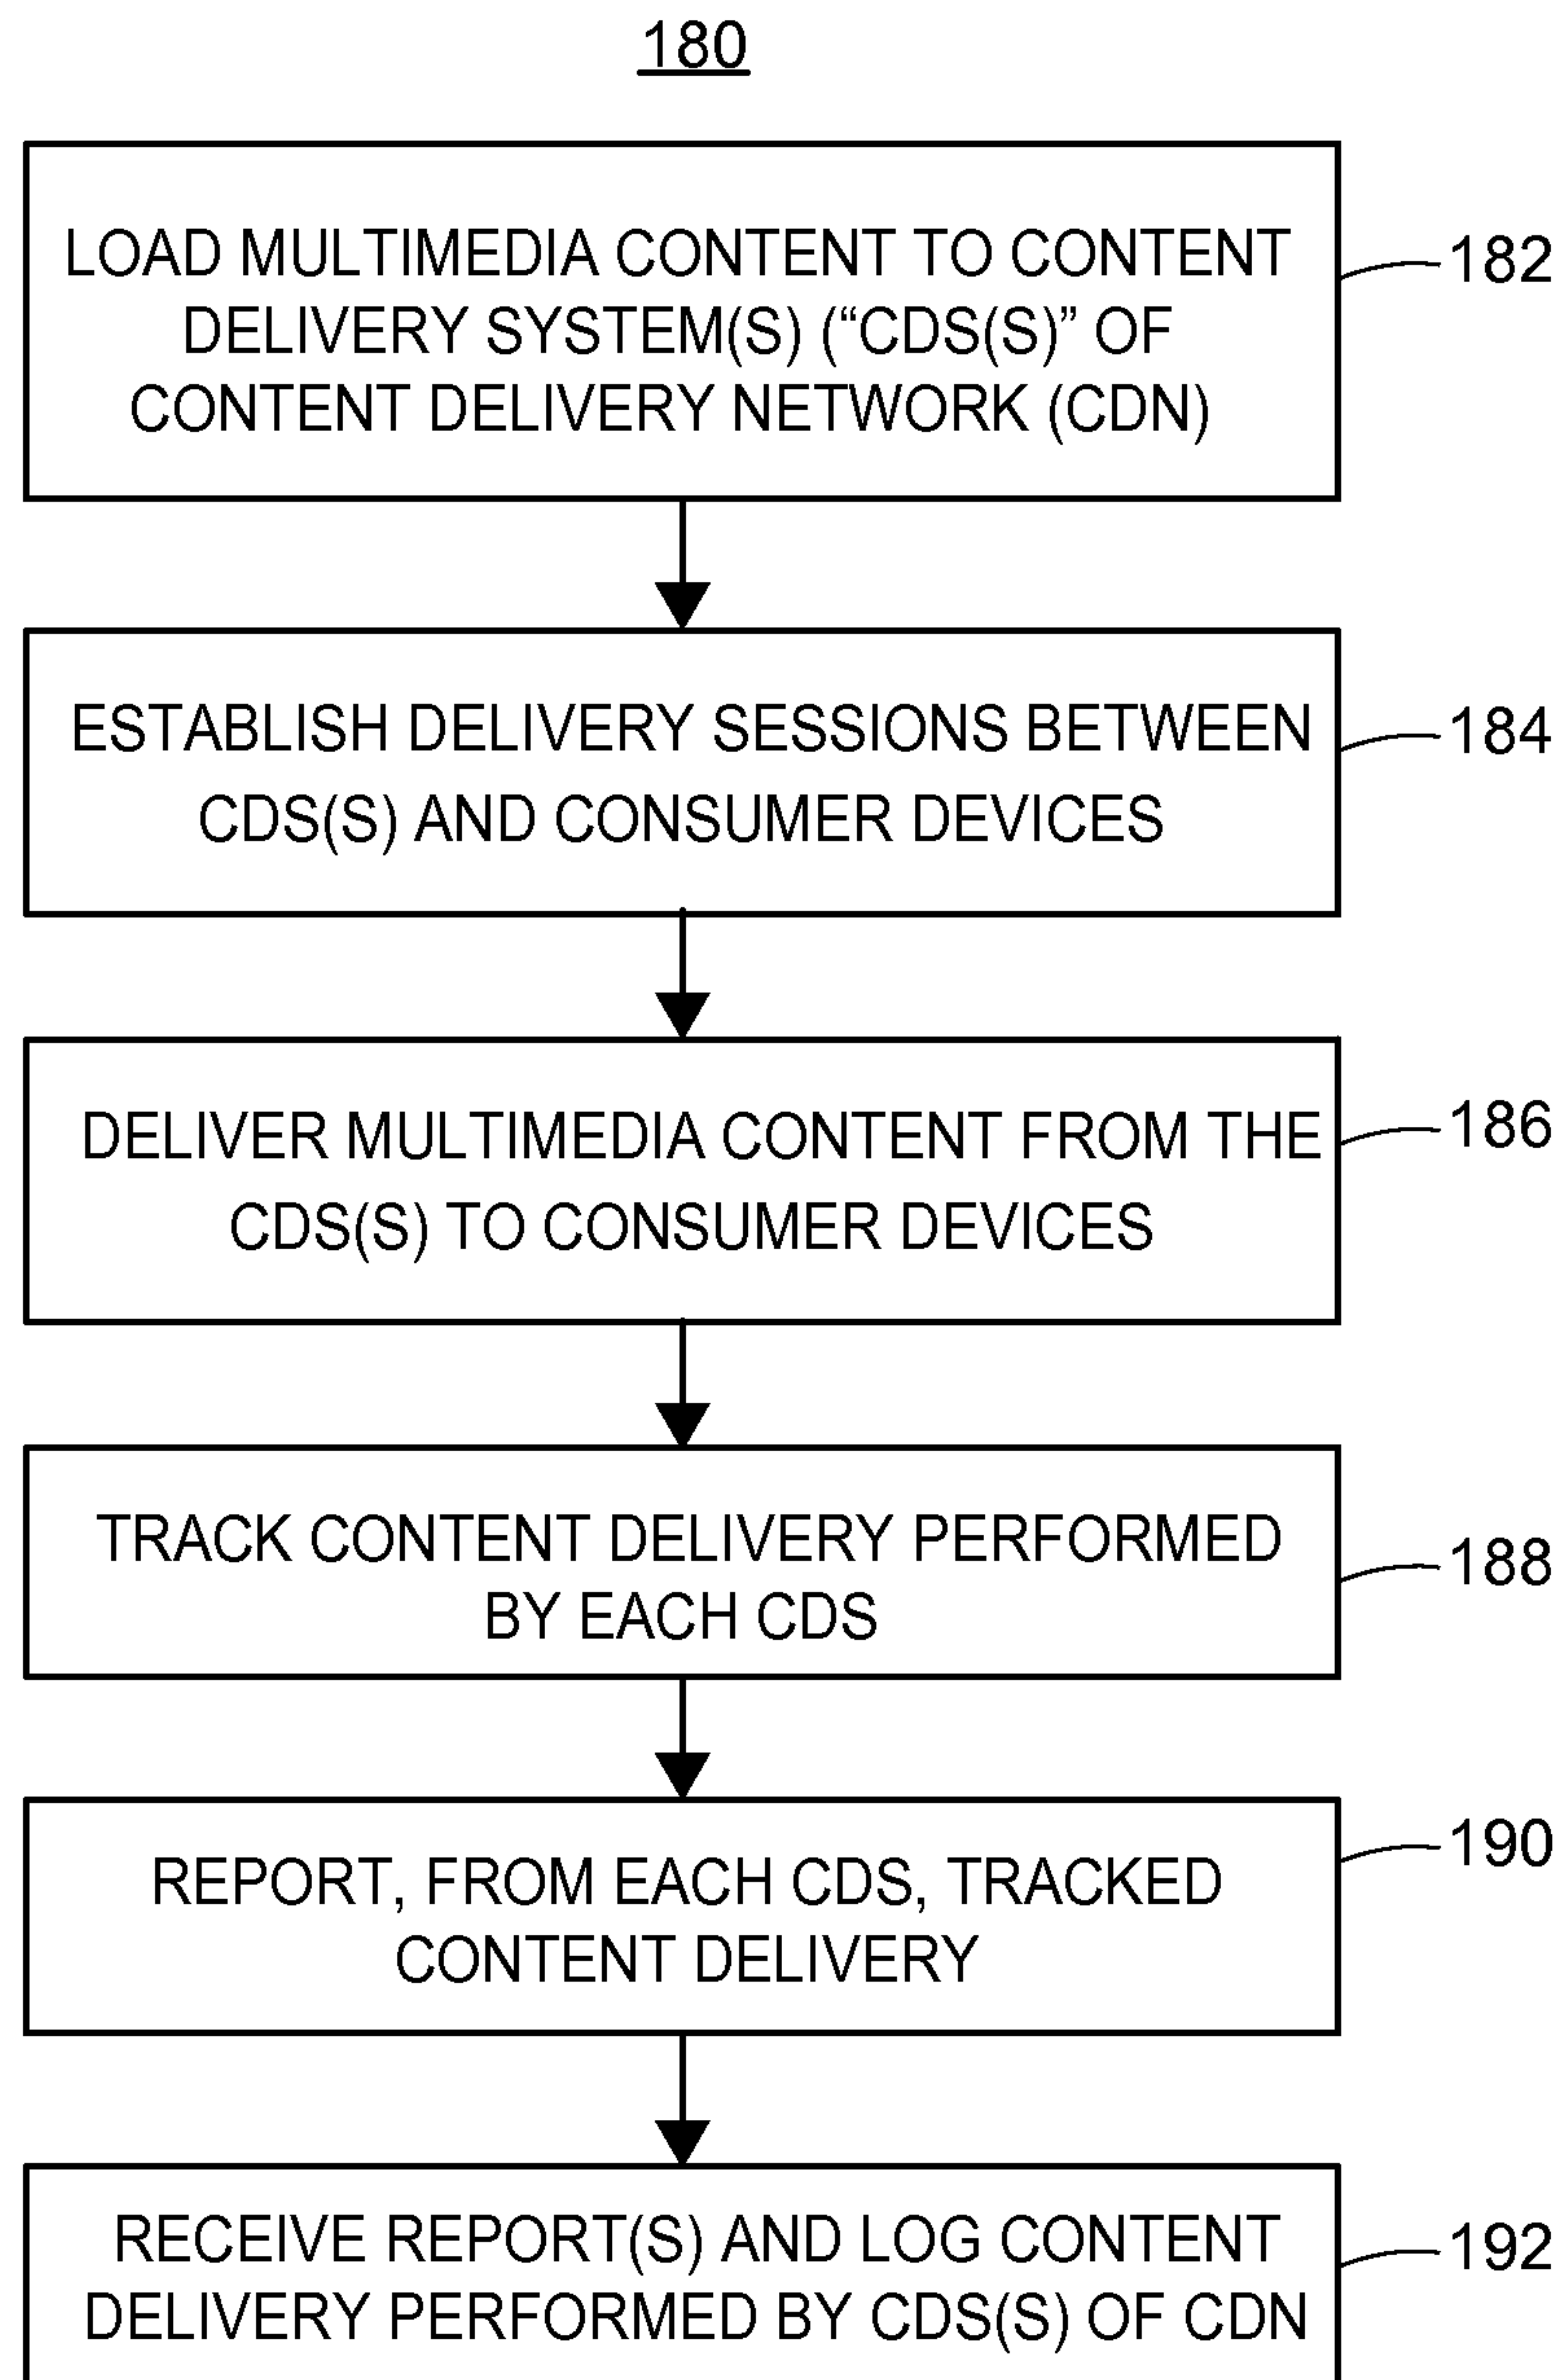 180
LOAD MULTIMEDIA CONTENT TO CONTENT
DELIVERY SYSTEM(S) (“CDS(S)” OF
CONTENT DELIVERY NETWORK (CDN)
182
ESTABLISH DELIVERY SESSIONS BETWEEN
CDS(S) AND CONSUMER DEVICES
184
DELIVER MULTIMEDIA CONTENT FROM THE
CDS(S) TO CONSUMER DEVICES
186
TRACK CONTENT DELIVERY PERFORMED
BY EACH CDS
188
REPORT, FROM EACH CDS, TRACKED
CONTENT DELIVERY
190
RECEIVE REPORT(S) AND LOG CONTENT
DELIVERY PERFORMED BY CDS(S) OF CDN
192